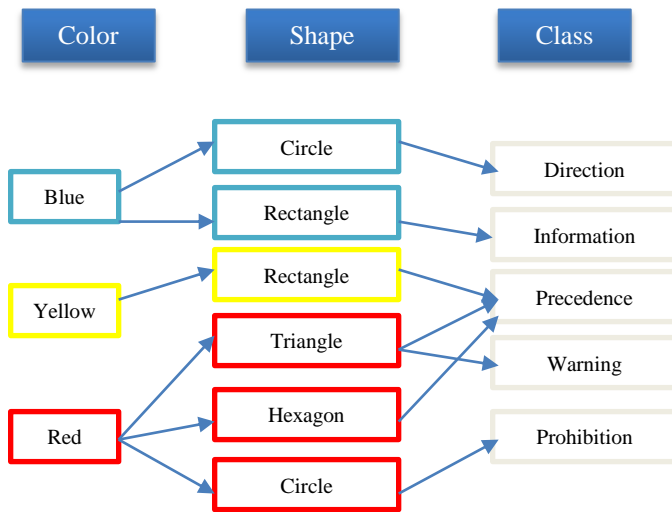 Color
Shape
Class
Circle
Direction
Blue
Rectangle
Information
Rectangle
Precedence
Yellow
Triangle
Warning
Hexagon
Red
Prohibition
Circle